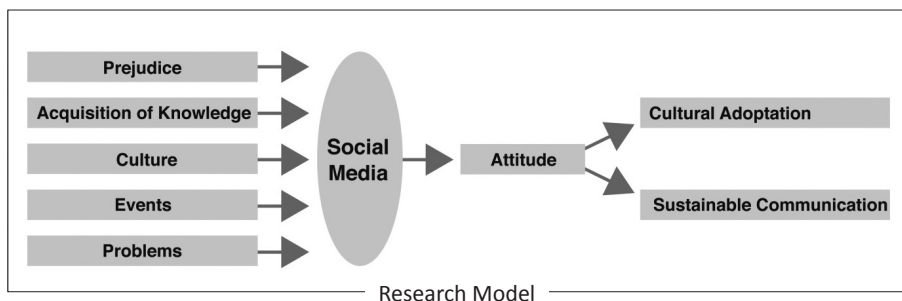 Prejudice
Acquisition of Knowledge
Culture
Events
Problems
Social
Media
Attitude
Cultural Adoptation
Sustainable Communication
Research Model